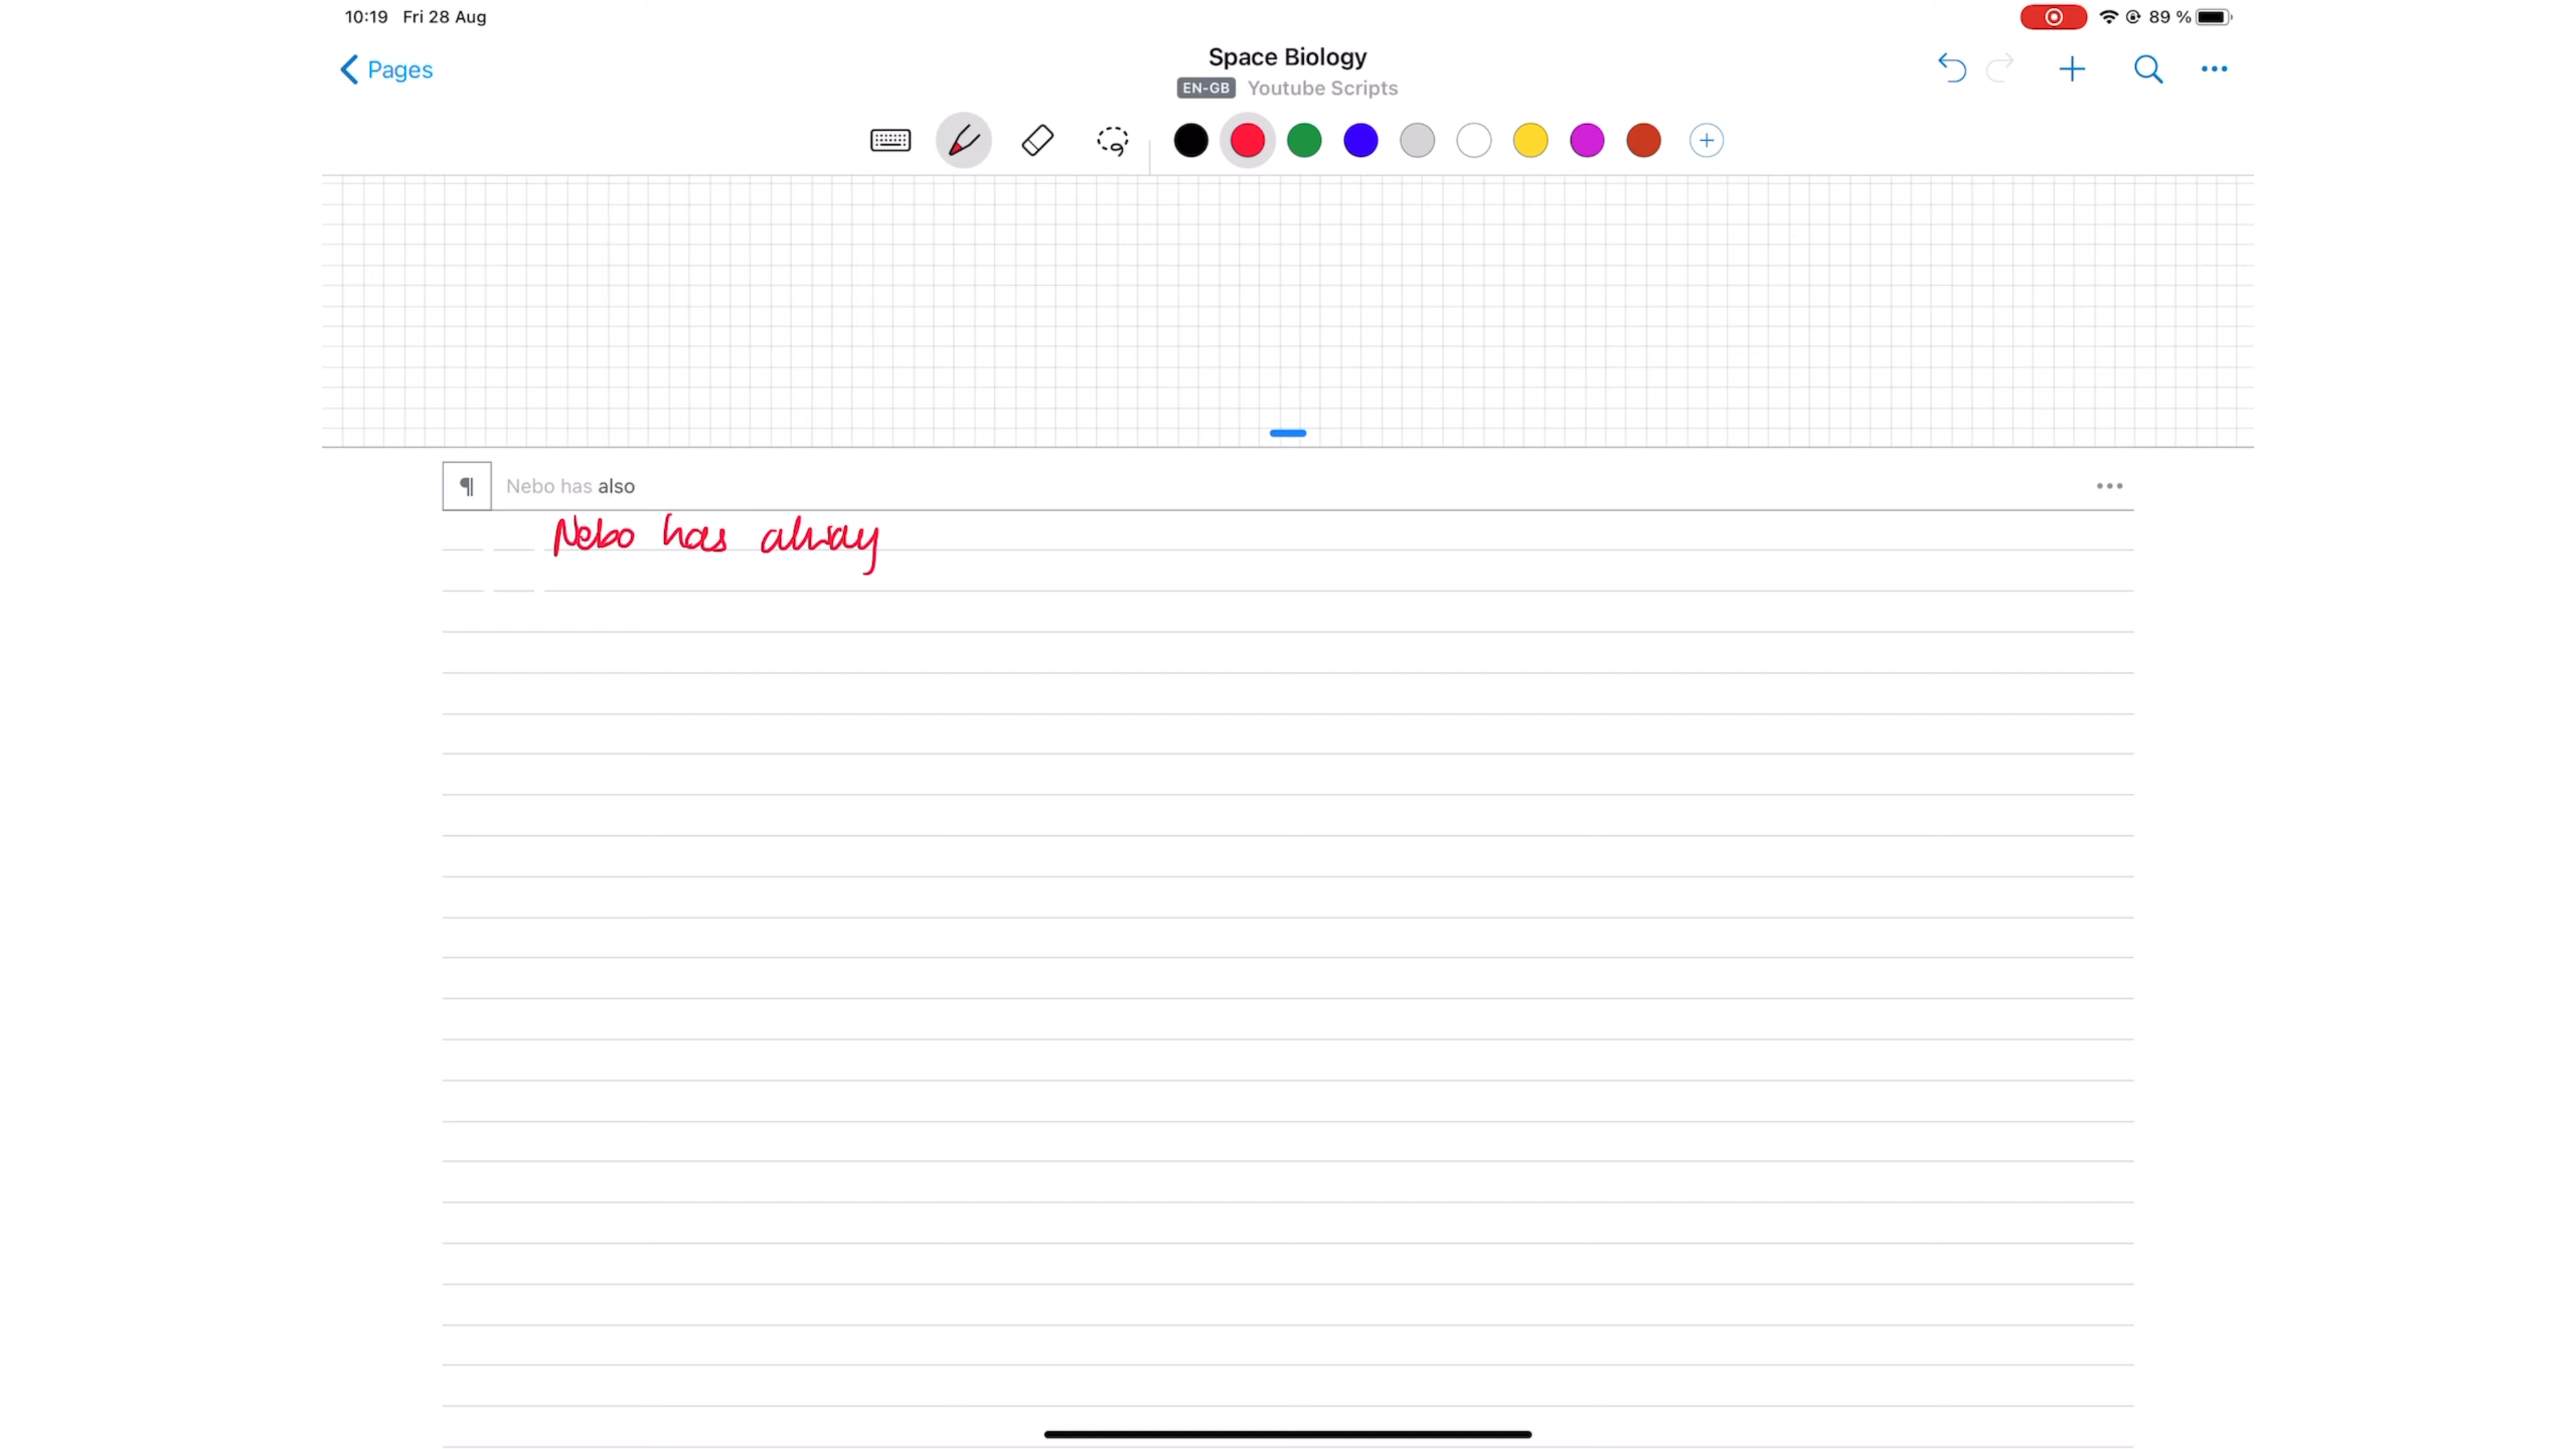 10:19 Fri 28 Aug 89 %
Pages
Space Biology
EN-GB Youtube Scripts
¶ Nebo has also
Nebo has alway